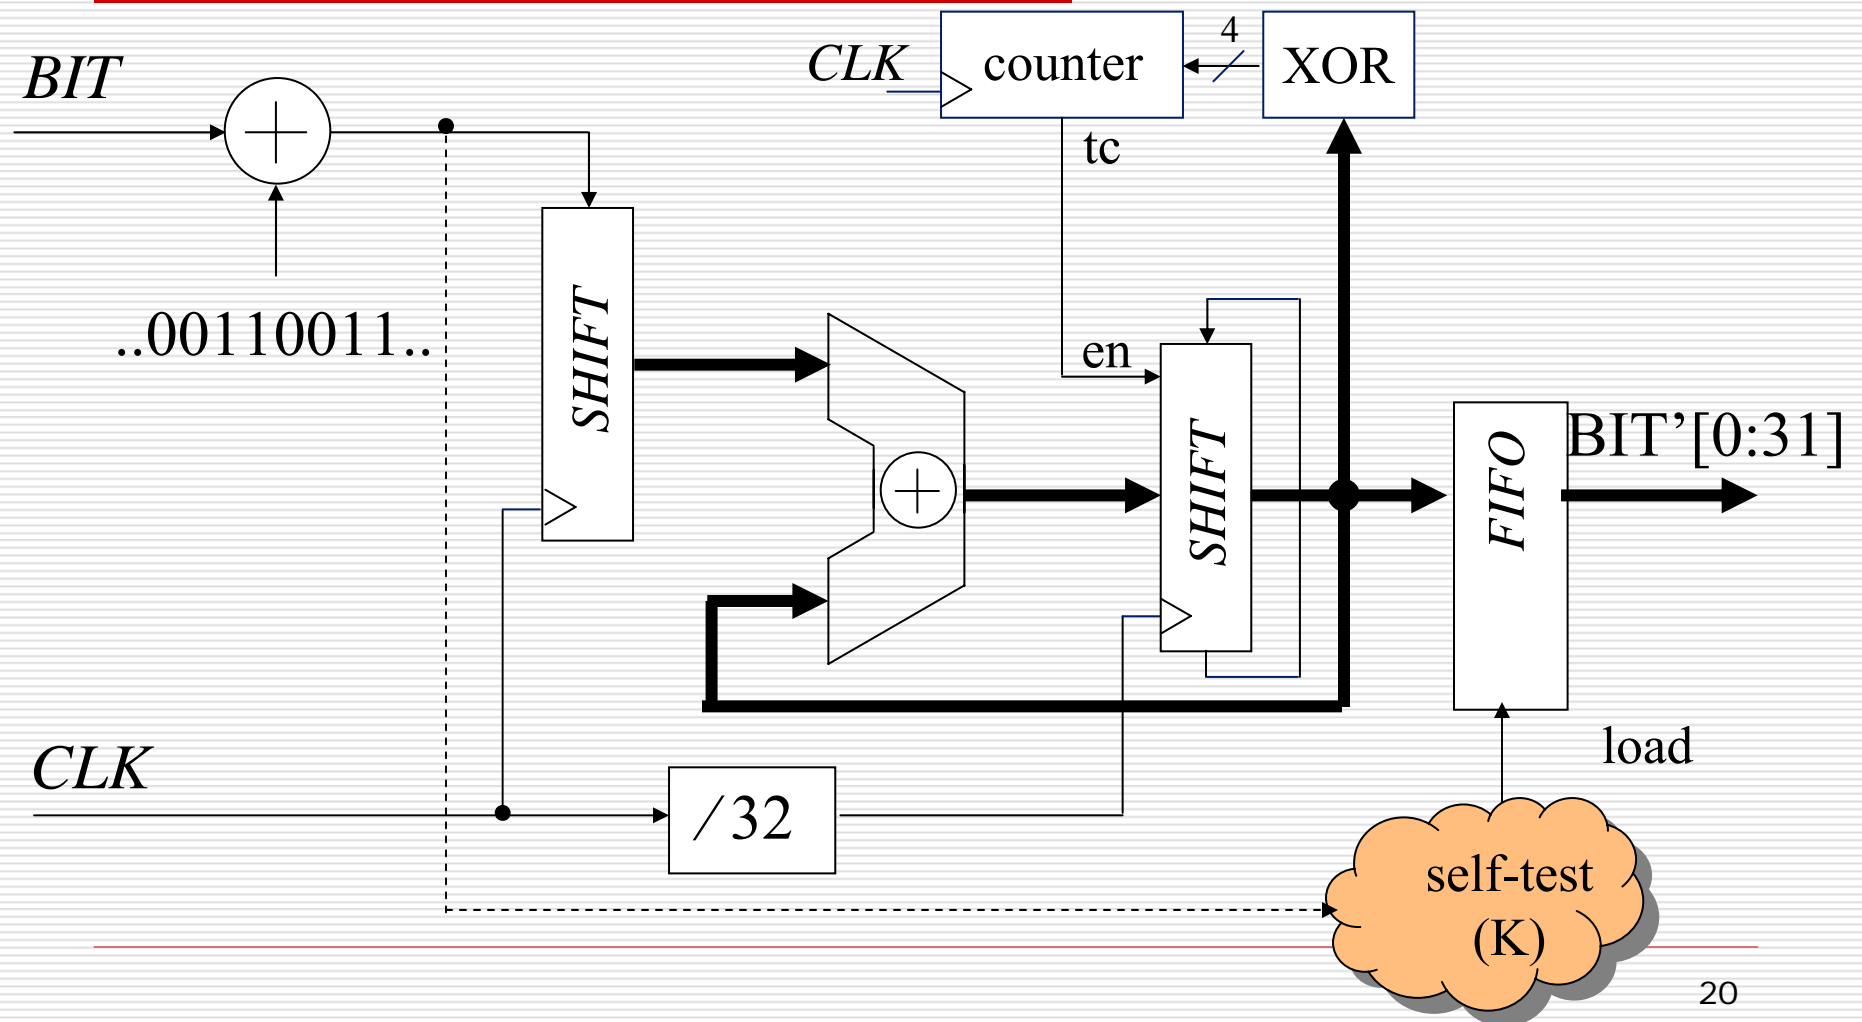 BIT
CLK
counter
4
XOR
tc
..00110011..
SHIFT
en
SHIFT
FIFO
BIT’[0:31]
CLK
/32
load
self-test
(K)
20